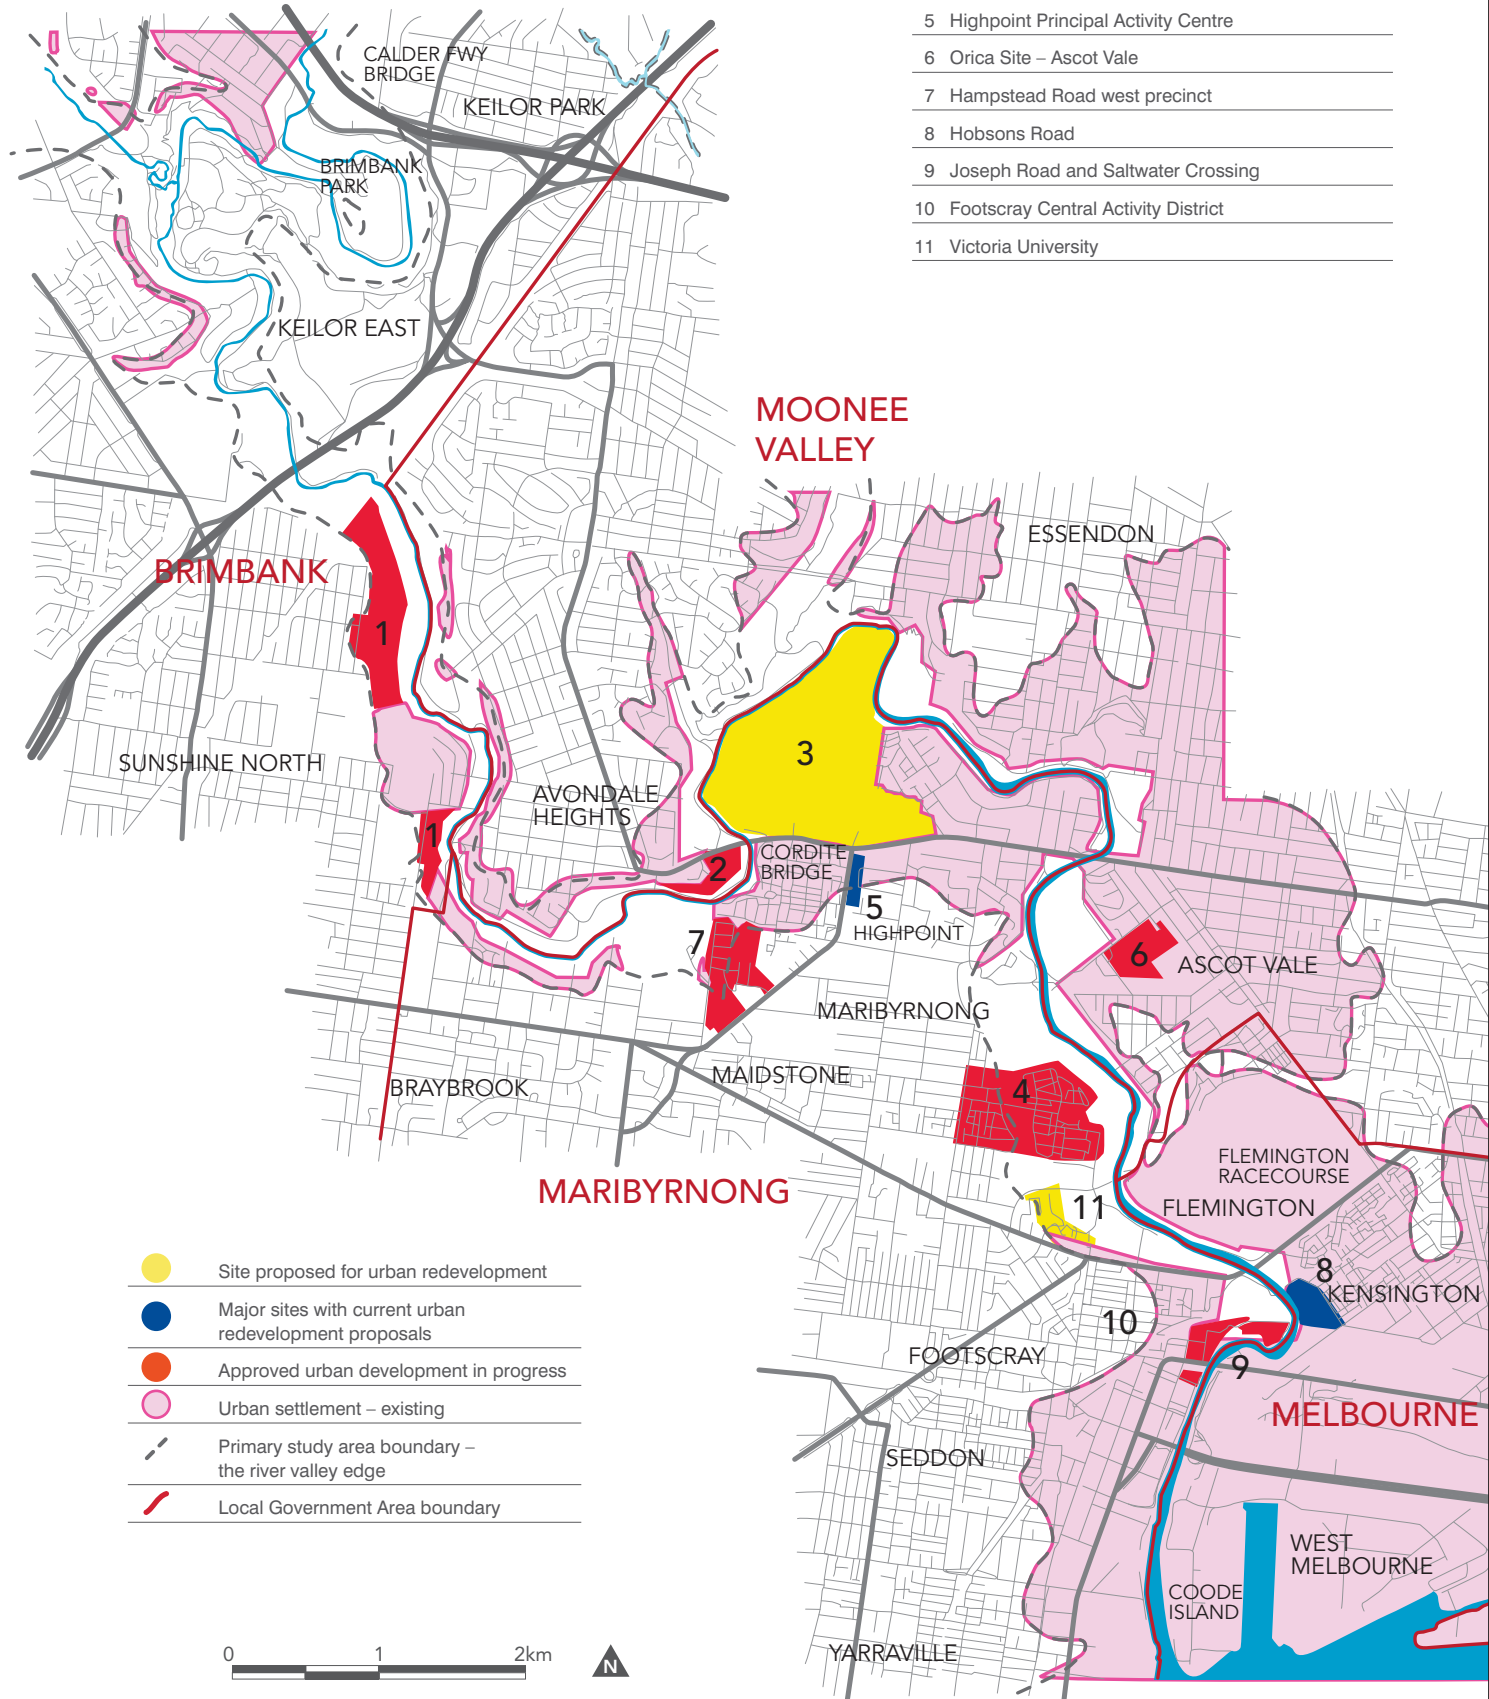 5 Highpoint Principal Activity Centre
6 Orica Site – Ascot Vale
7 Hampstead Road west precinct
8 Hobsons Road
9 Joseph Road and Saltwater Crossing
10 Footscray Central Activity District
11 Victoria University
CALDER FWY
BRIDGE
KEILOR PARK
BRIMBANK
PARK
KEILOR EAST
MOONEE
VALLEY
ESSENDON
BRIMBANK
1
3
SUNSHINE NORTH
AVONDALE
HEIGHTS
1
2
CORDITE
BRIDGE
5
HIGHPOINT
7
6
ASCOT VALE
MARIBYRNONG
MAIDSTONE
BRAYBROOK
4
FLEMINGTON
RACECOURSE
MARIBYRNONG
11
FLEMINGTON
8
KENSINGTON
10
FOOTSCRAY
9
MELBOURNE
SEDDON
WEST
MELBOURNE
COODE
ISLAND
YARRAVILLE
Site proposed for urban redevelopment
Major sites with current urban
redevelopment proposals
Approved urban development in progress
Urban settlement – existing
Primary study area boundary –
the river valley edge
Local Government Area boundary
0 1 2km
N